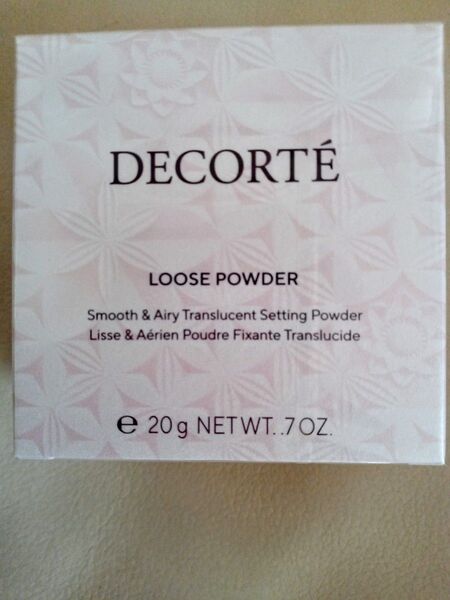 DECORTÉ
LOOSE POWDER
Smooth & Airy Translucent Setting Powder
Lisse & Aérien Poudre Fixante Translucide
℮ 20g NETWT. .7OZ.